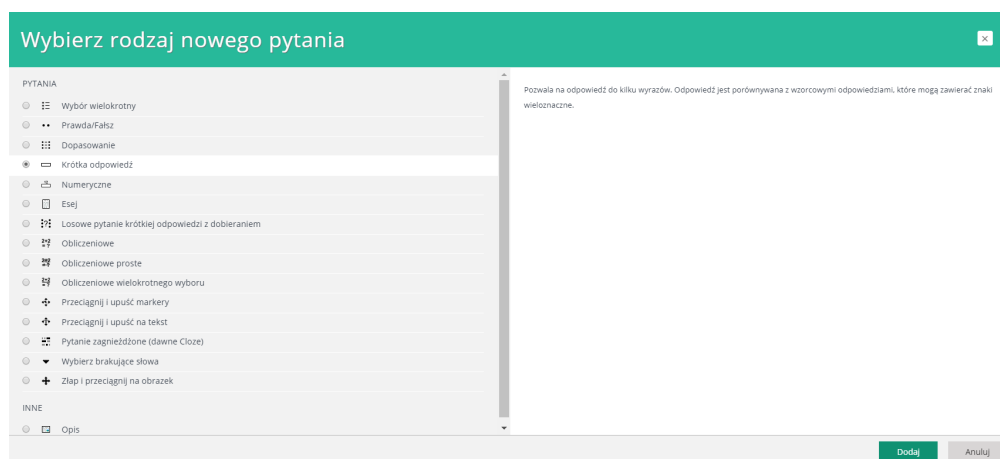 Wybierz rodzaj nowego pytania
PYTANIA
Wybór wielokrotny
Prawda/Fałsz
Dopasowanie
Krótka odpowiedź
Numeryczne
Esej
Losowe pytanie krótkiej odpowiedzi z dobieraniem
Obliczeniowe
Obliczeniowe proste
Obliczeniowe wielokrotnego wyboru
Przeciągnij i upuść markery
Przeciągnij i upuść na tekst
Pytanie zagnieżdżone (dawne Cloze)
Wybierz brakujące słowa
Złap i przeciągnij na obrazek
INNE
Opis
Pozwala na odpowiedź do kilku wyrazów. Odpowiedź jest porównywana z wzorcowymi odpowiedziami, które mogą zawierać znaki
wieloznaczne.
Dodaj
Anuluj